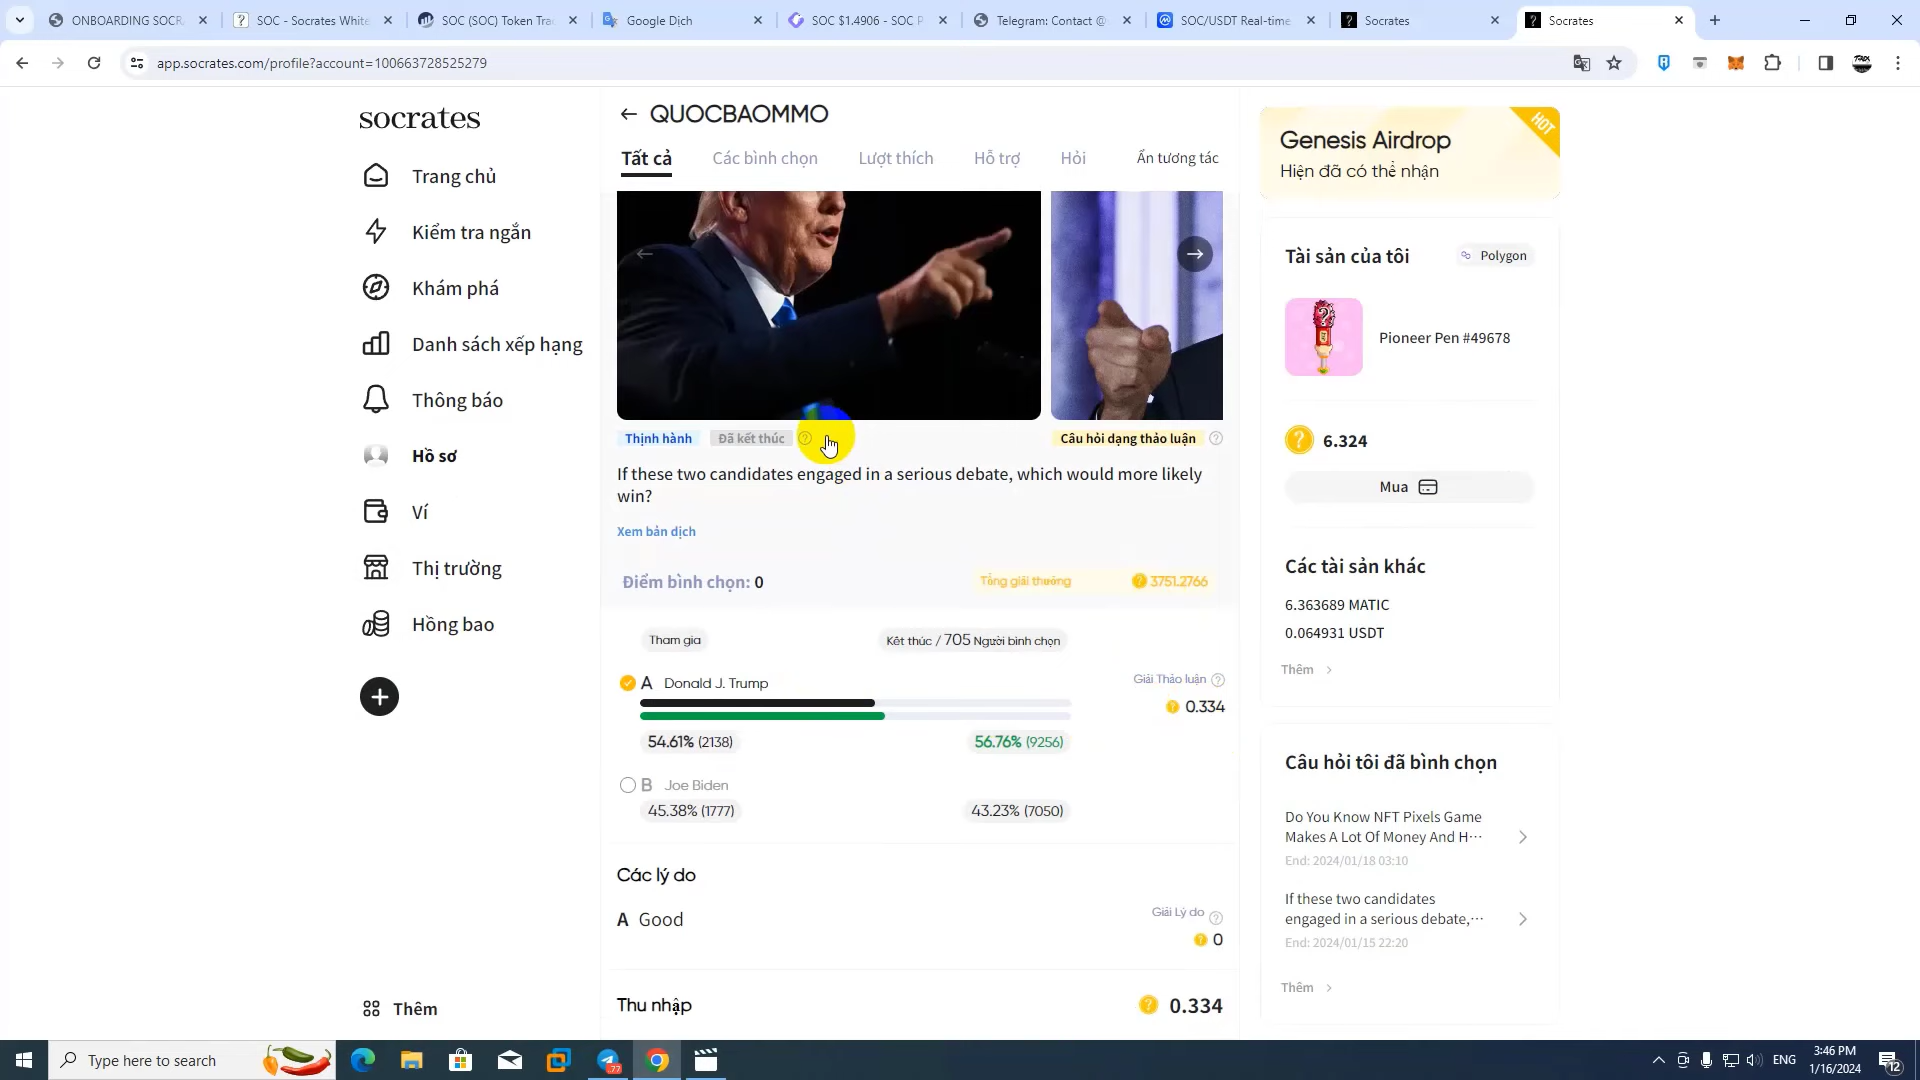 ONBOARDING SOCR
SOC - Socrates White
SOC (SOC) Token Tra
Google Dịch
SOC $1.4906 - SOC P
Telegram: Contact @
SOC/USDT Real-time
Socrates
Socrates
app.socrates.com/profile?account=100663728525279
socrates
Trang chủ
Kiểm tra ngắn
Khám phá
Danh sách xếp hạng
Thông báo
Hồ sơ
Ví
Thị trường
Hồng bao
Thêm
QUOCBAOMMO
Tất cả
Các bình chọn
Lượt thích
Hỗ trợ
Hỏi
Ẩn tương tác
Thịnh hành
Đã kết thúc
Câu hỏi dạng thảo luận
If these two candidates engaged in a serious debate, which would more likely
win?
Xem bản dịch
Điểm bình chọn: 0
Tổng giải thưởng
3751.2766
Tham gia
Kết thúc / 705 Người bình chọn
A Donald J. Trump
Giải Thảo luận
0.334
54.61% (2138)
56.76% (9256)
B Joe Biden
45.38% (1777)
43.23% (7050)
Các lý do
A Good
Giải Lý do
0
Thu nhập
0.334
Genesis Airdrop
HOT
Hiện đã có thể nhận
Tài sản của tôi
Polygon
Pioneer Pen #49678
6.324
Mua
Các tài sản khác
6.363689 MATIC
0.064931 USDT
Thêm
Câu hỏi tôi đã bình chọn
Do You Know NFT Pixels Game
Makes A Lot Of Money And H···
End: 2024/01/18 03:10
If these two candidates
engaged in a serious debate,···
End: 2024/01/15 22:20
Thêm
Type here to search
77
ENG
3:46 PM
1/16/2024
12